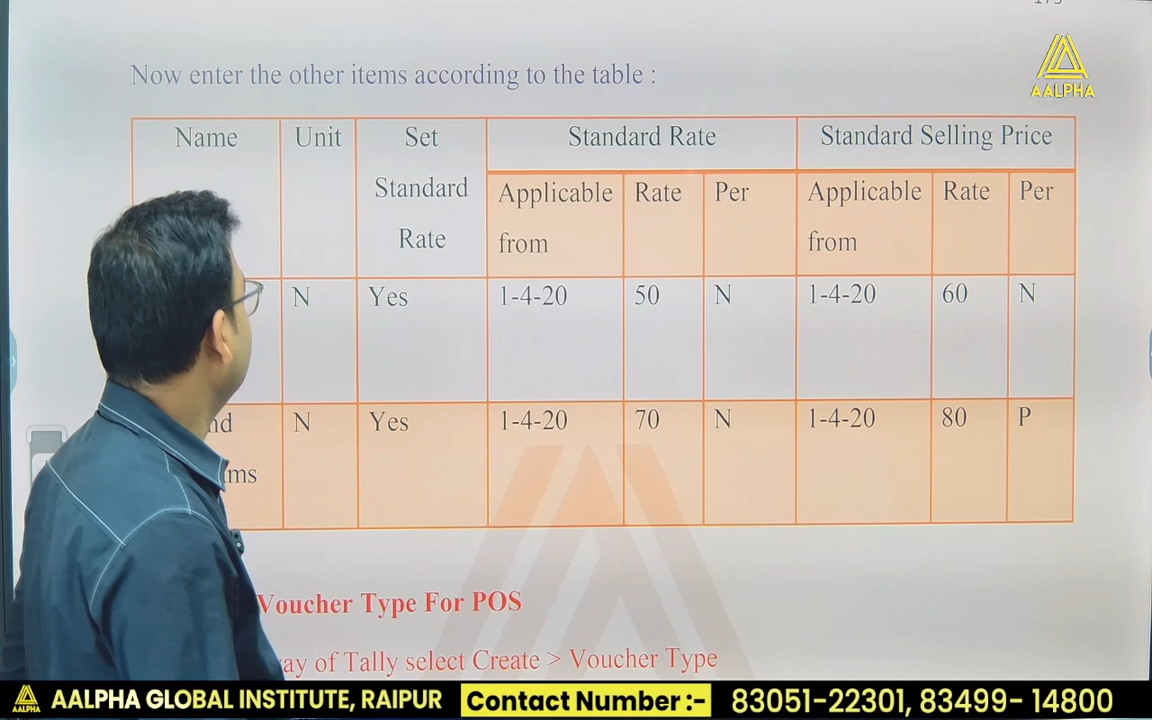 Now enter the other items according to the table :
AALPHA
Name Unit Set Standard Rate Standard Rate Standard Selling Price
Applicable from Rate Per Applicable from Rate Per
N Yes 1-4-20 50 N 1-4-20 60 N
nd N Yes 1-4-20 70 N 1-4-20 80 P
ms
Voucher Type For POS
way of Tally select Create > Voucher Type
AALPHA
AALPHA GLOBAL INSTITUTE, RAIPUR Contact Number :- 83051-22301, 83499- 14800